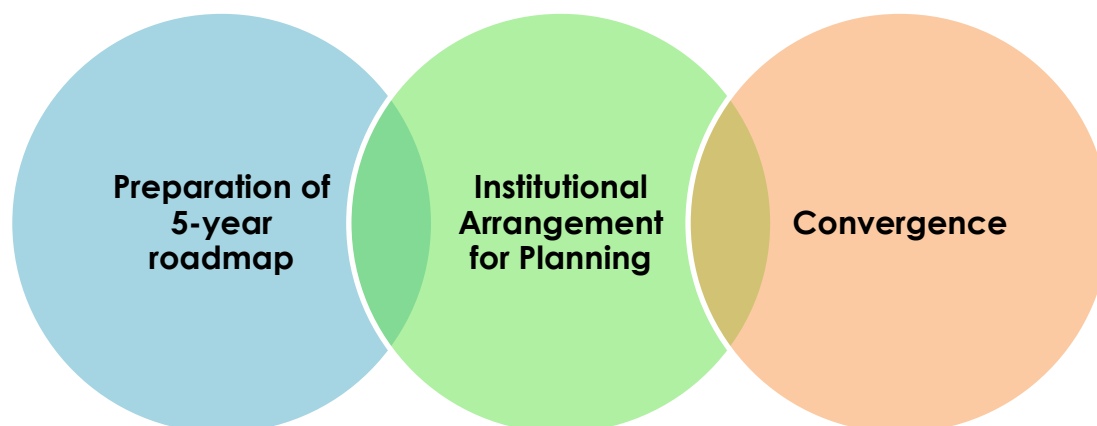 Preparation of
5-year
roadmap
Institutional
Arrangement
for Planning
Convergence